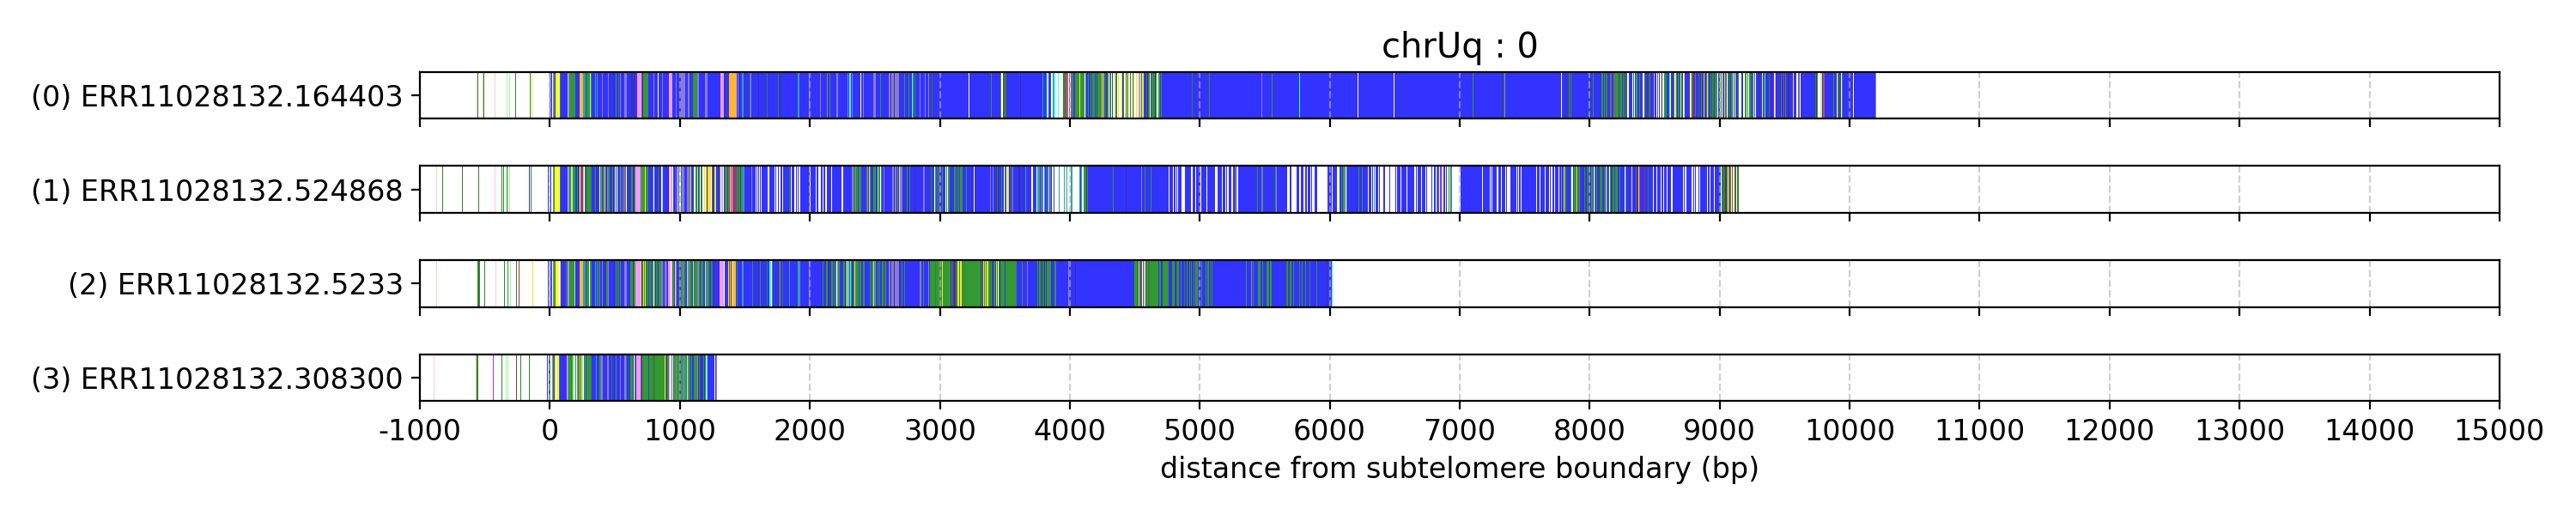 chrUq : 0
(0) ERR11028132.164403
(1) ERR11028132.524868
(2) ERR11028132.5233
(3) ERR11028132.308300
-1000 0 1000 2000 3000 4000 5000 6000 7000 8000 9000 10000 11000 12000 13000 14000 15000
distance from subtelomere boundary (bp)